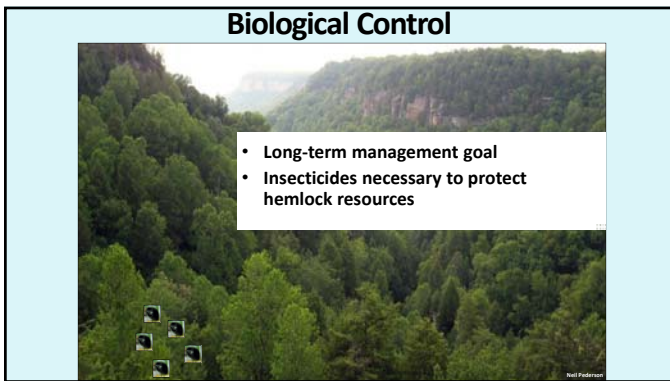 Biological Control
• Long-term management goal
• Insecticides necessary to protect
hemlock resources
Neil Pederson